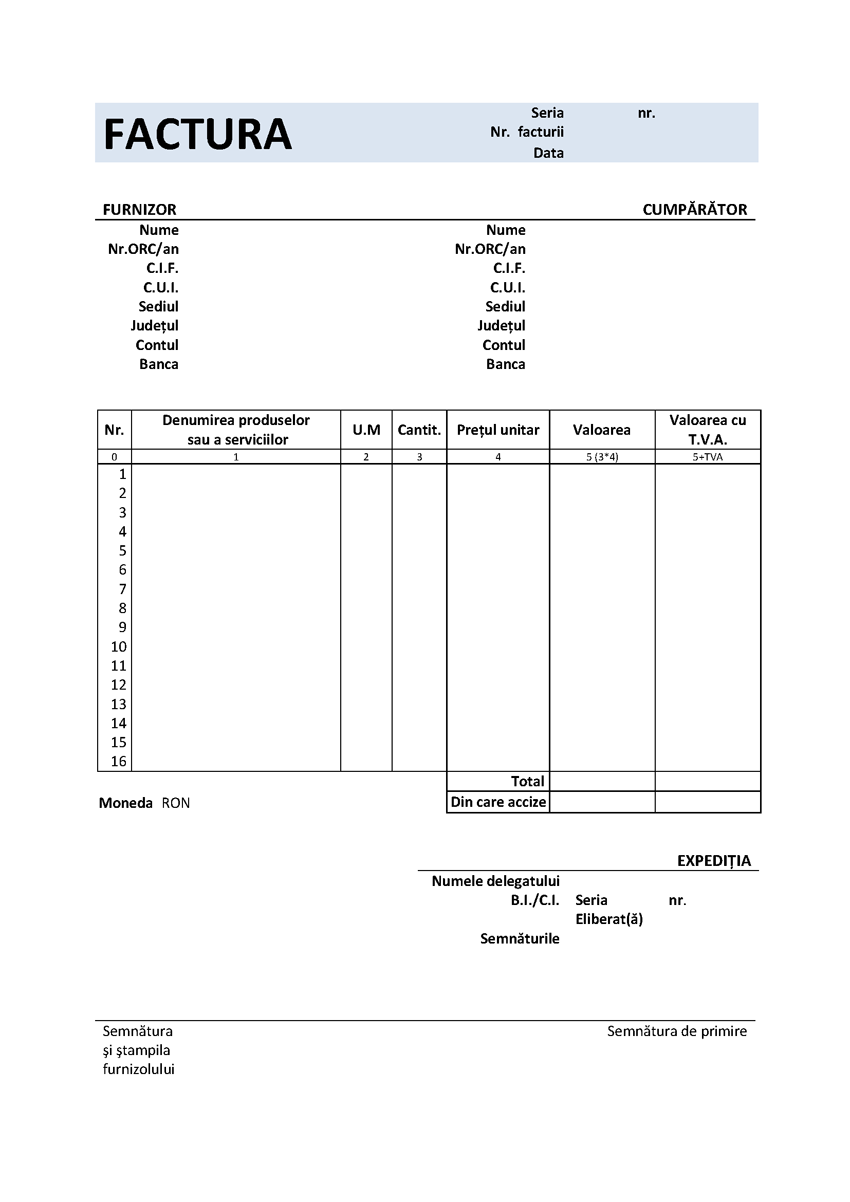 FACTURA
Seria nr.
Nr. facturii
Data
FURNIZOR CUMPĂRĂTOR
Nume Nume
Nr.ORC/an Nr.ORC/an
C.I.F. C.I.F.
C.U.I. C.U.I.
Sediul Sediul
Județul Județul
Contul Contul
Banca Banca
Nr. Denumirea produselor sau a serviciilor U.M Cantit. Prețul unitar Valoarea Valoarea cu T.V.A.
0 1 2 3 4 5 (3*4) 5+TVA
1
2
3
4
5
6
7
8
9
10
11
12
13
14
15
16
Total
Moneda RON Din care accize
EXPEDIȚIA
Numele delegatului
B.I./C.I. Seria nr.
Eliberat(ă)
Semnăturile
Semnătura Semnătura de primire
şi ştampila
furnizolului